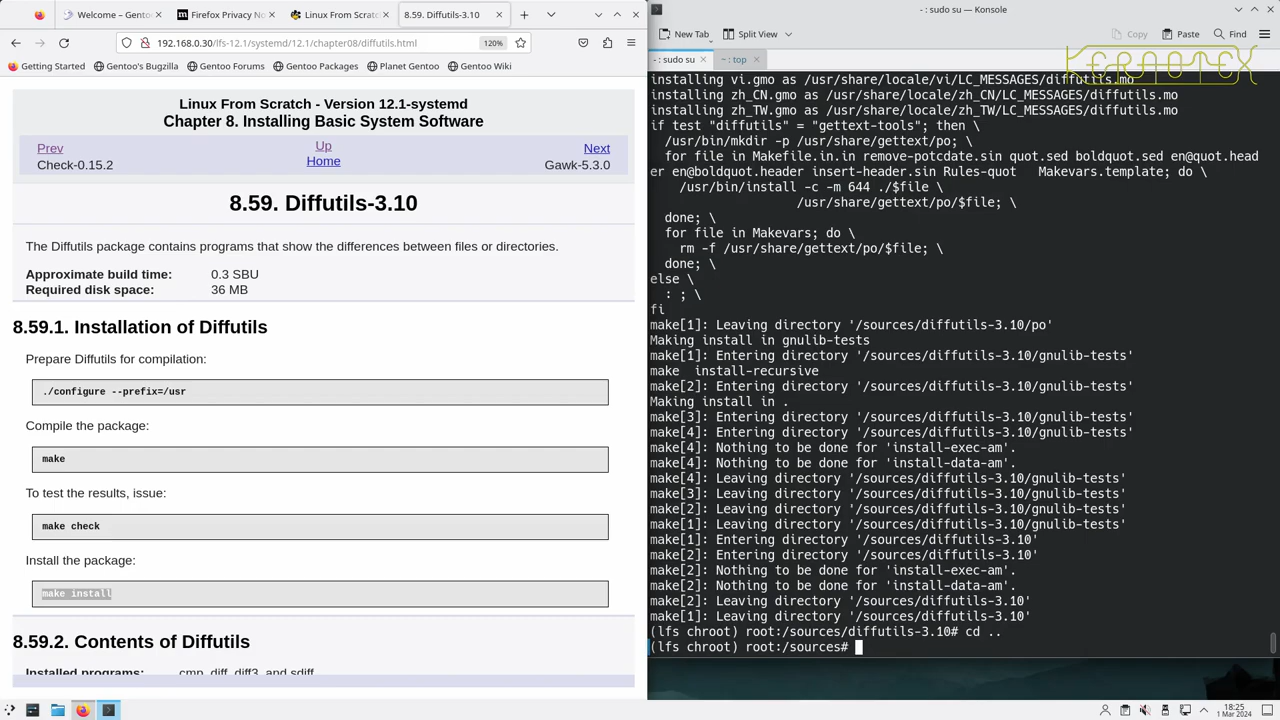 Welcome – Gento
Firefox Privacy No
Linux From Scratc
8.59. Diffutils-3.10
192.168.0.30/lfs-12.1/systemd/12.1/chapter08/diffutils.html
120%
Getting Started
Gentoo's Bugzilla
Gentoo Forums
Gentoo Packages
Planet Gentoo
Gentoo Wiki
Linux From Scratch - Version 12.1-systemd
Chapter 8. Installing Basic System Software
Prev
Up
Next
Check-0.15.2
Home
Gawk-5.3.0
8.59. Diffutils-3.10
The Diffutils package contains programs that show the differences between files or directories.
Approximate build time: 0.3 SBU
Required disk space: 36 MB
8.59.1. Installation of Diffutils
Prepare Diffutils for compilation:
./configure --prefix=/usr
Compile the package:
make
To test the results, issue:
make check
Install the package:
make install
8.59.2. Contents of Diffutils
Installed programs: cmp, diff, diff3, and sdiff
- : sudo su — Konsole
New Tab
Split View
Copy
Paste
Find
- : sudo su
~ : top
KERNOTEX
installing vi.gmo as /usr/share/locale/vi/LC_MESSAGES/diffutils.mo
installing zh_CN.gmo as /usr/share/locale/zh_CN/LC_MESSAGES/diffutils.mo
installing zh_TW.gmo as /usr/share/locale/zh_TW/LC_MESSAGES/diffutils.mo
if test "diffutils" = "gettext-tools"; then \
  /usr/bin/mkdir -p /usr/share/gettext/po; \
  for file in Makefile.in.in remove-potcdate.sin quot.sed boldquot.sed en@quot.head
er en@boldquot.header insert-header.sin Rules-quot   Makevars.template; do \
    /usr/bin/install -c -m 644 ./$file \
                    /usr/share/gettext/po/$file; \
  done; \
  for file in Makevars; do \
    rm -f /usr/share/gettext/po/$file; \
  done; \
else \
  : ; \
fi
make[1]: Leaving directory '/sources/diffutils-3.10/po'
Making install in gnulib-tests
make[1]: Entering directory '/sources/diffutils-3.10/gnulib-tests'
make  install-recursive
make[2]: Entering directory '/sources/diffutils-3.10/gnulib-tests'
Making install in .
make[3]: Entering directory '/sources/diffutils-3.10/gnulib-tests'
make[4]: Entering directory '/sources/diffutils-3.10/gnulib-tests'
make[4]: Nothing to be done for 'install-exec-am'.
make[4]: Nothing to be done for 'install-data-am'.
make[4]: Leaving directory '/sources/diffutils-3.10/gnulib-tests'
make[3]: Leaving directory '/sources/diffutils-3.10/gnulib-tests'
make[2]: Leaving directory '/sources/diffutils-3.10/gnulib-tests'
make[1]: Leaving directory '/sources/diffutils-3.10/gnulib-tests'
make[1]: Entering directory '/sources/diffutils-3.10'
make[2]: Entering directory '/sources/diffutils-3.10'
make[2]: Nothing to be done for 'install-exec-am'.
make[2]: Nothing to be done for 'install-data-am'.
make[2]: Leaving directory '/sources/diffutils-3.10'
make[1]: Leaving directory '/sources/diffutils-3.10'
(lfs chroot) root:/sources/diffutils-3.10# cd ..
(lfs chroot) root:/sources#
18:25
1 Mar 2024